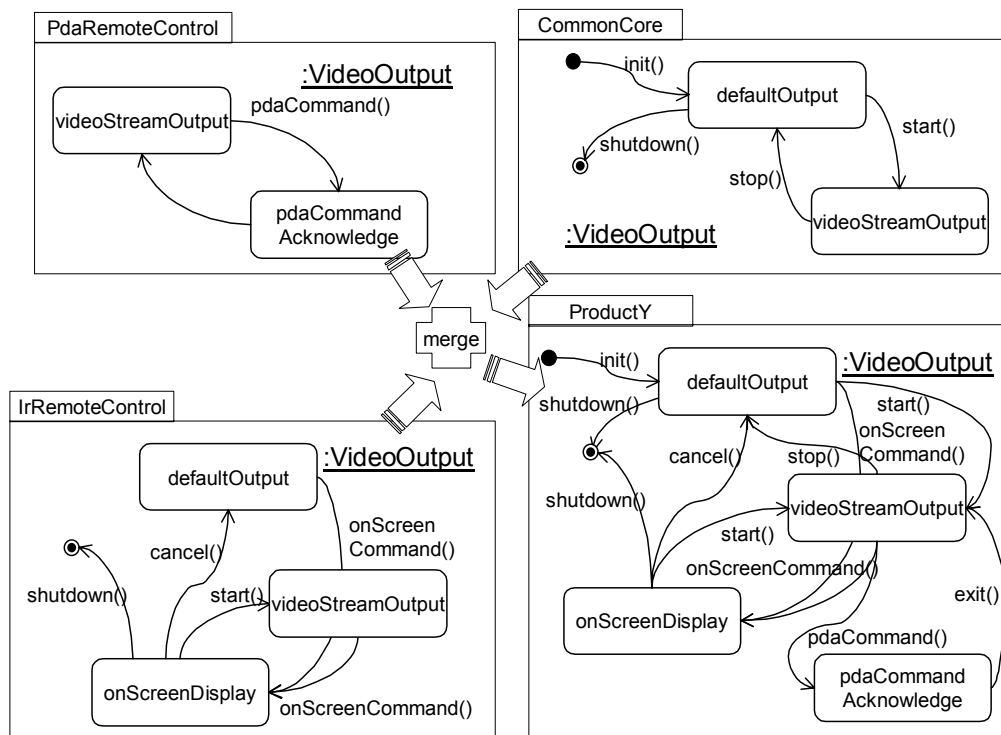 PdaRemoteControl
:VideoOutput
videoStreamOutput
pdaCommand()
pdaCommand
Acknowledge
CommonCore
init()
defaultOutput
shutdown()
start()
stop()
videoStreamOutput
:VideoOutput
merge
IrRemoteControl
:VideoOutput
defaultOutput
onScreen
Command()
cancel()
shutdown()
start()
videoStreamOutput
onScreenDisplay
onScreenCommand()
ProductY
init()
defaultOutput
:VideoOutput
shutdown()
start()
onScreen
Command()
cancel()
stop()
shutdown()
videoStreamOutput
start()
onScreenCommand()
exit()
onScreenDisplay
pdaCommand()
pdaCommand
Acknowledge